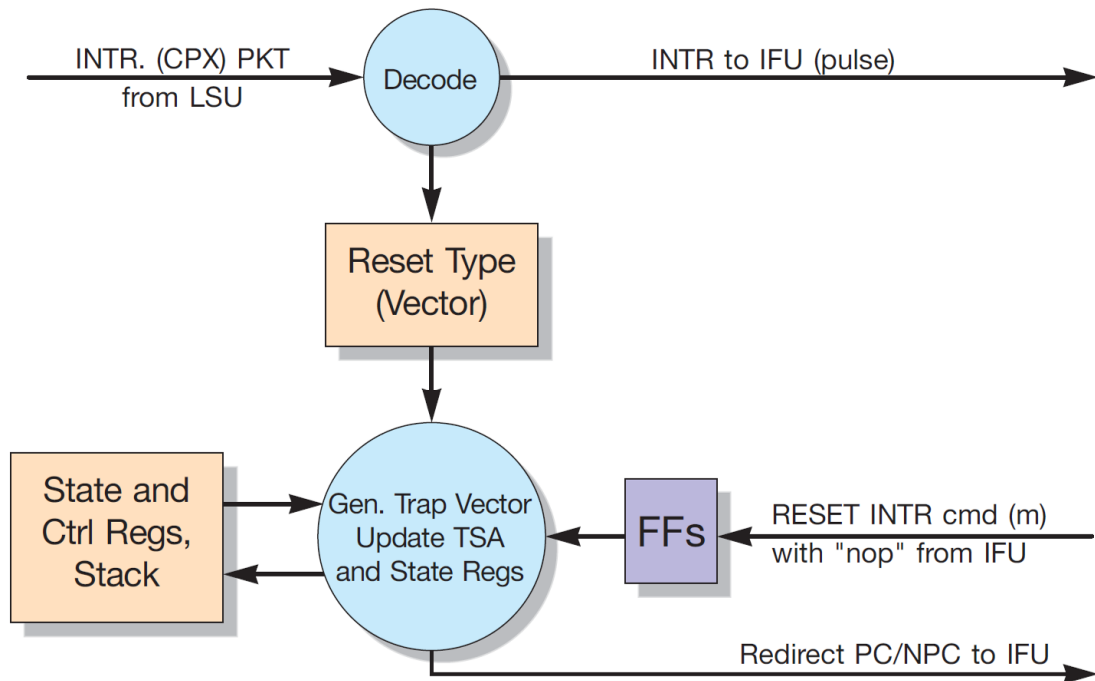 INTR. (CPX) PKT
from LSU
Decode
INTR to IFU (pulse)
Reset Type
(Vector)
State and
Ctrl Regs,
Stack
Gen. Trap Vector
Update TSA
and State Regs
FFs
RESET INTR cmd (m)
with "nop" from IFU
Redirect PC/NPC to IFU